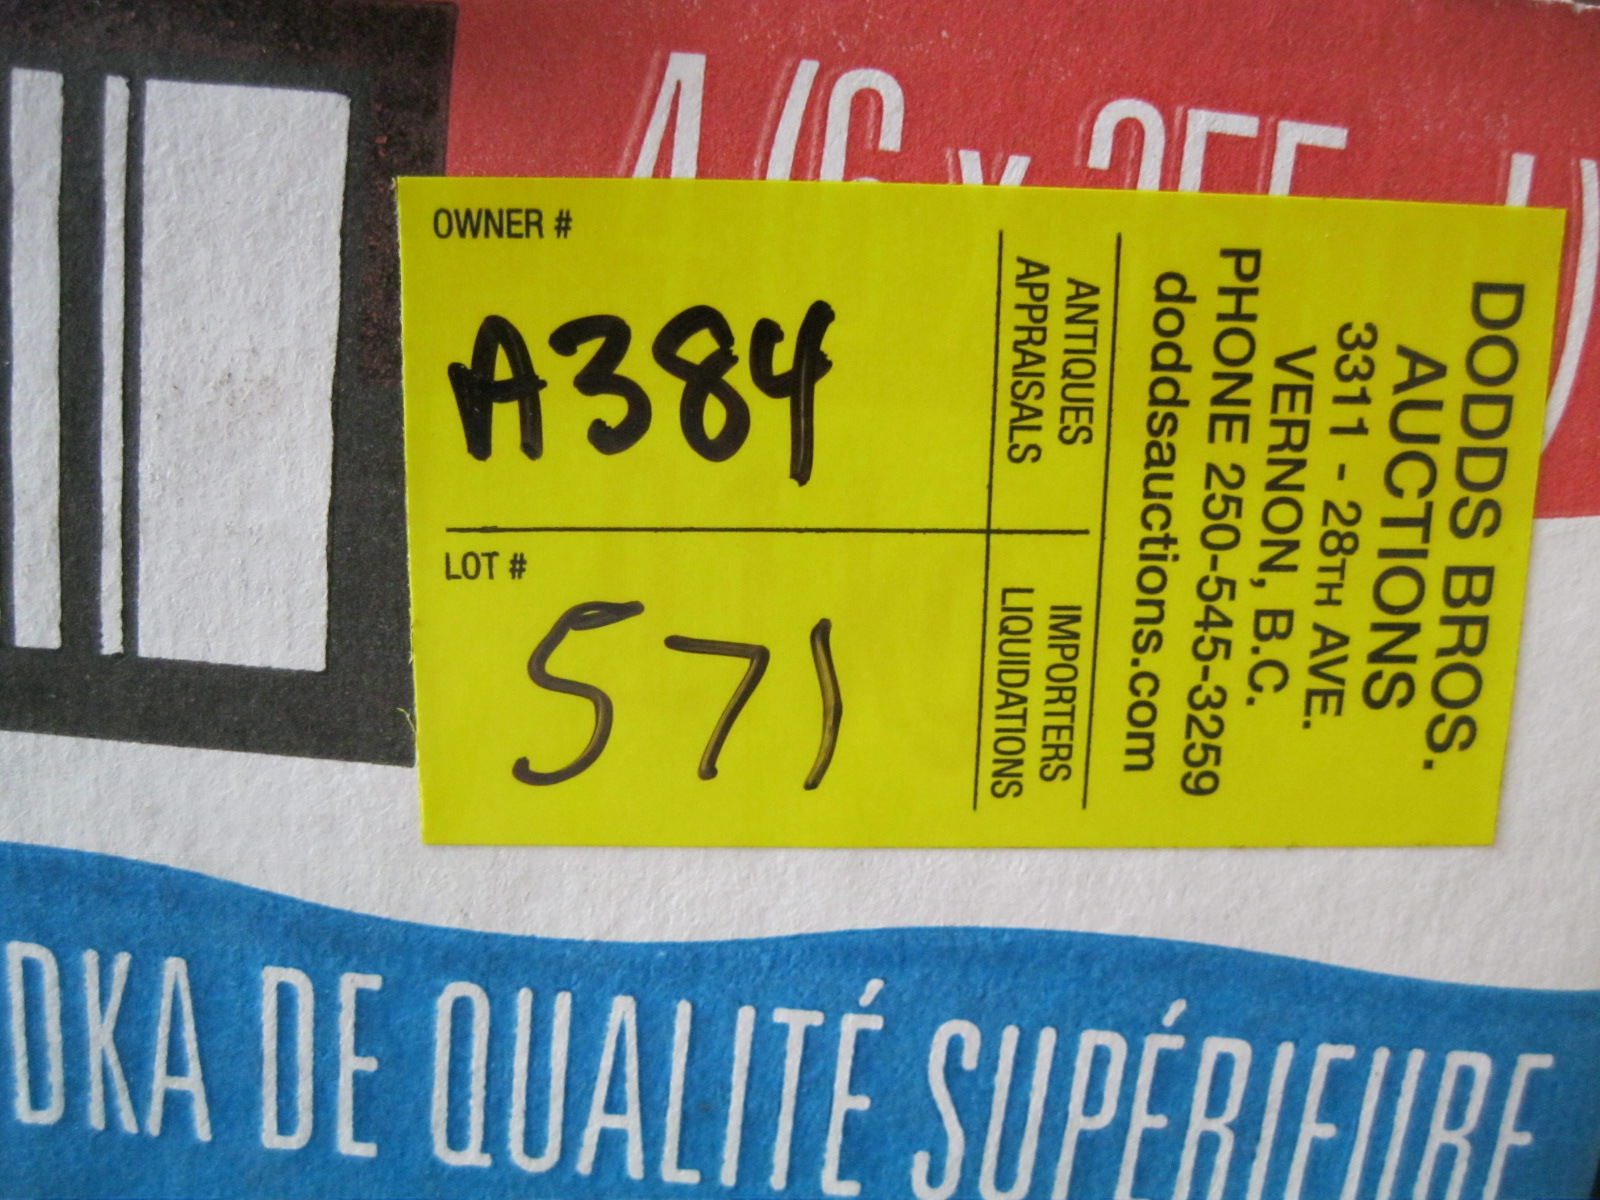 OWNER #
A384
LOT #
571
ANTIQUES
APPRAISALS
IMPORTERS
LIQUIDATIONS
DODDS BROS.
AUCTIONS
3311 - 28TH AVE.
VERNON, B.C.
PHONE 250-545-3259
doddsauctions.com
DE QUALITÉ SUPÉRIEURE